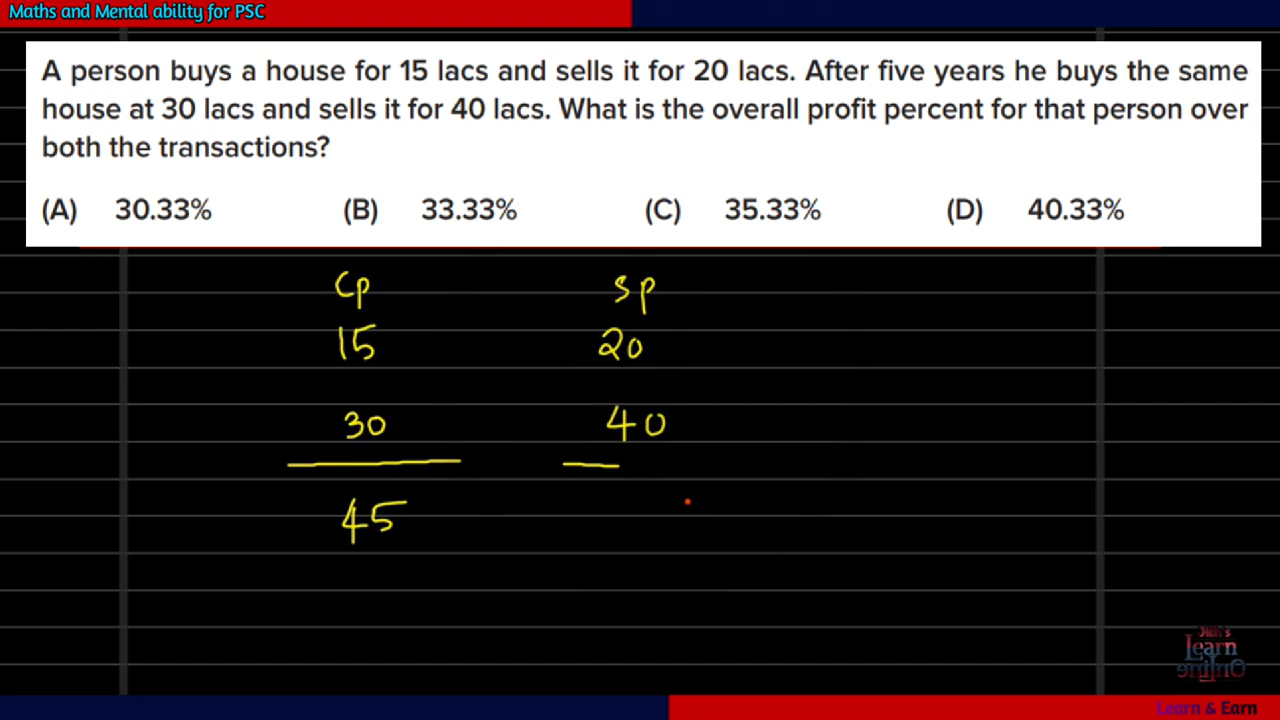 Maths and Mental ability for PSC
A person buys a house for 15 lacs and sells it for 20 lacs. After five years he buys the same
house at 30 lacs and sells it for 40 lacs. What is the overall profit percent for that person over
both the transactions?
(A) 30.33% (B) 33.33% (C) 35.33% (D) 40.33%
Cp Sp
15 20
30 40
45
Learn
Online
Learn & Earn